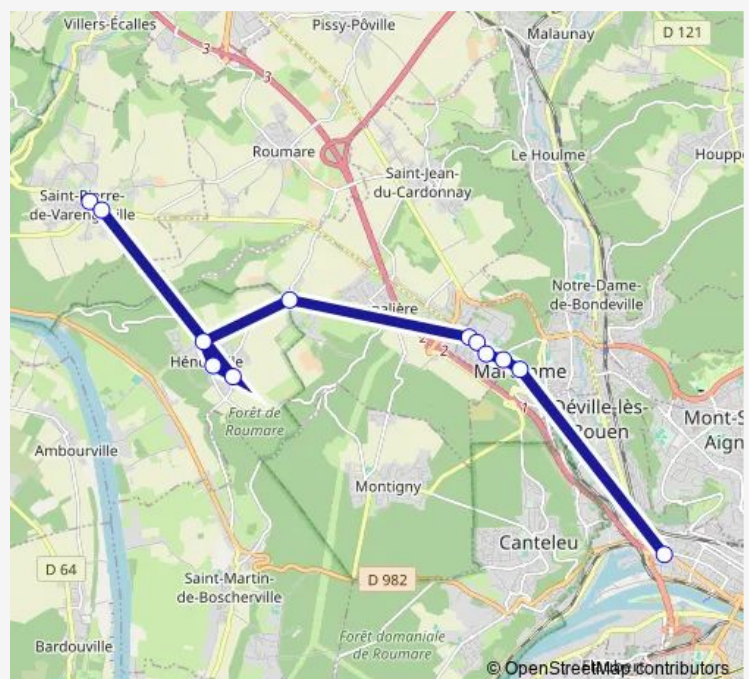 Villers-Écalles
Pissy-Pôville
Malaunay
D 121
3
3
Roumare
Le Houlme
Houppe
Saint-Jean-
du-Cardonnay
Saint-Pierre-
de-Varengeville
Notre-Dame-
de-Bondeville
2
2
Maromme
Déville-lès-
Rouen
Mont-S
Aign
Forêt de
Roumare
1
Ambourville
Montigny
Canteleu
D 64
D 982
Saint-Martin-
de-Boscherville
Forêt domaniale
de Roumare
Bardouville
© OpenStreetMap contributors